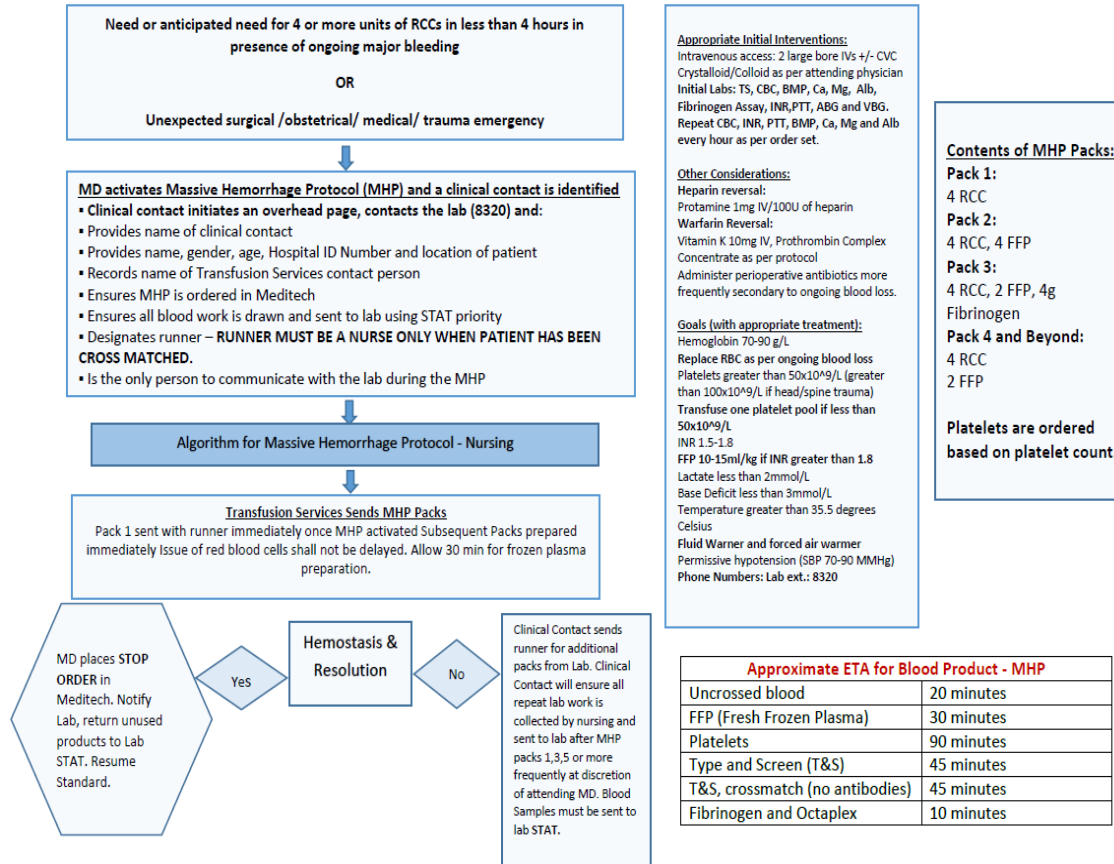 Need or anticipated need for 4 or more units of RCCs in less than 4 hours in
presence of ongoing major bleeding
OR
Unexpected surgical /obstetrical/ medical/ trauma emergency
MD activates Massive Hemorrhage Protocol (MHP) and a clinical contact is identified
▪ Clinical contact initiates an overhead page, contacts the lab (8320) and:
▪ Provides name of clinical contact
▪ Provides name, gender, age, Hospital ID Number and location of patient
▪ Records name of Transfusion Services contact person
▪ Ensures MHP is ordered in Meditech
▪ Ensures all blood work is drawn and sent to lab using STAT priority
▪ Designates runner – RUNNER MUST BE A NURSE ONLY WHEN PATIENT HAS BEEN
CROSS MATCHED.
▪ Is the only person to communicate with the lab during the MHP
Algorithm for Massive Hemorrhage Protocol - Nursing
Transfusion Services Sends MHP Packs
Pack 1 sent with runner immediately once MHP activated Subsequent Packs prepared
immediately Issue of red blood cells shall not be delayed. Allow 30 min for frozen plasma
preparation.
MD places STOP
ORDER in
Meditech. Notify
Lab, return unused
products to Lab
STAT. Resume
Standard.
Yes
Hemostasis &
Resolution
No
Clinical Contact sends
runner for additional
packs from Lab. Clinical
Contact will ensure all
repeat lab work is
collected by nursing and
sent to lab after MHP
packs 1,3,5 or more
frequently at discretion
of attending MD. Blood
Samples must be sent to
lab STAT.
Appropriate Initial Interventions:
Intravenous access: 2 large bore IVs +/- CVC
Crystalloid/Colloid as per attending physician
Initial Labs: TS, CBC, BMP, Ca, Mg, Alb,
Fibrinogen Assay, INR,PTT, ABG and VBG.
Repeat CBC, INR, PTT, BMP, Ca, Mg and Alb
every hour as per order set.
Other Considerations:
Heparin reversal:
Protamine 1mg IV/100U of heparin
Warfarin Reversal:
Vitamin K 10mg IV, Prothrombin Complex
Concentrate as per protocol
Administer perioperative antibiotics more
frequently secondary to ongoing blood loss.
Goals (with appropriate treatment):
Hemoglobin 70-90 g/L
Replace RBC as per ongoing blood loss
Platelets greater than 50x10^9/L (greater
than 100x10^9/L if head/spine trauma)
Transfuse one platelet pool if less than
50x10^9/L
INR 1.5-1.8
FFP 10-15ml/kg if INR greater than 1.8
Lactate less than 2mmol/L
Base Deficit less than 3mmol/L
Temperature greater than 35.5 degrees
Celsius
Fluid Warner and forced air warmer
Permissive hypotension (SBP 70-90 MMHg)
Phone Numbers: Lab ext.: 8320
Contents of MHP Packs:
Pack 1:
4 RCC
Pack 2:
4 RCC, 4 FFP
Pack 3:
4 RCC, 2 FFP, 4g
Fibrinogen
Pack 4 and Beyond:
4 RCC
2 FFP
Platelets are ordered
based on platelet count
Approximate ETA for Blood Product - MHP
Uncrossed blood 20 minutes
FFP (Fresh Frozen Plasma) 30 minutes
Platelets 90 minutes
Type and Screen (T&S) 45 minutes
T&S, crossmatch (no antibodies) 45 minutes
Fibrinogen and Octaplex 10 minutes